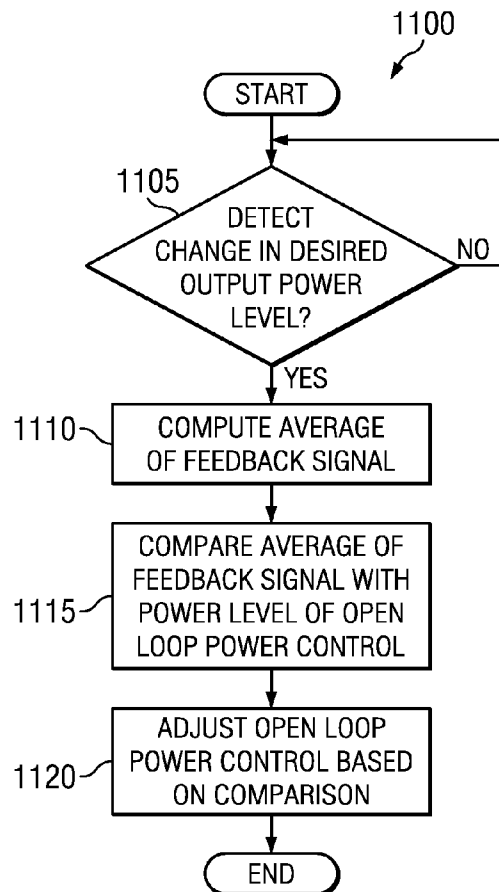 1100
START
1105
DETECT
CHANGE IN DESIRED
OUTPUT POWER
LEVEL?
NO
YES
1110
COMPUTE AVERAGE
OF FEEDBACK SIGNAL
1115
COMPARE AVERAGE OF
FEEDBACK SIGNAL WITH
POWER LEVEL OF OPEN
LOOP POWER CONTROL
1120
ADJUST OPEN LOOP
POWER CONTROL BASED
ON COMPARISON
END